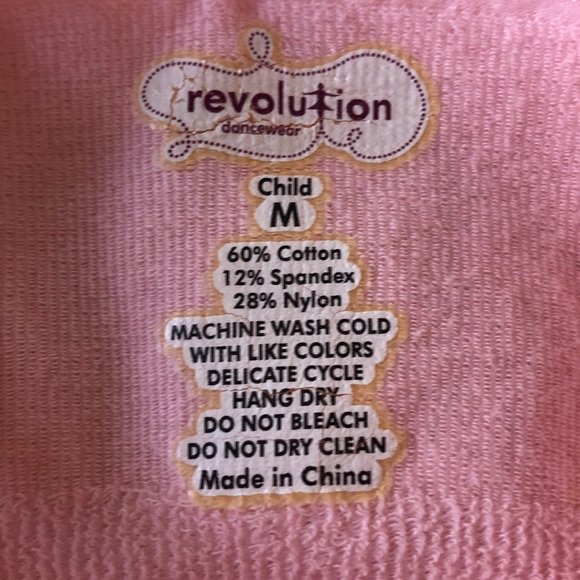 revolution
dancewear
Child
M
60% Cotton
12% Spandex
28% Nylon
MACHINE WASH COLD
WITH LIKE COLORS
DELICATE CYCLE
HANG DRY
DO NOT BLEACH
DO NOT DRY CLEAN
Made in China